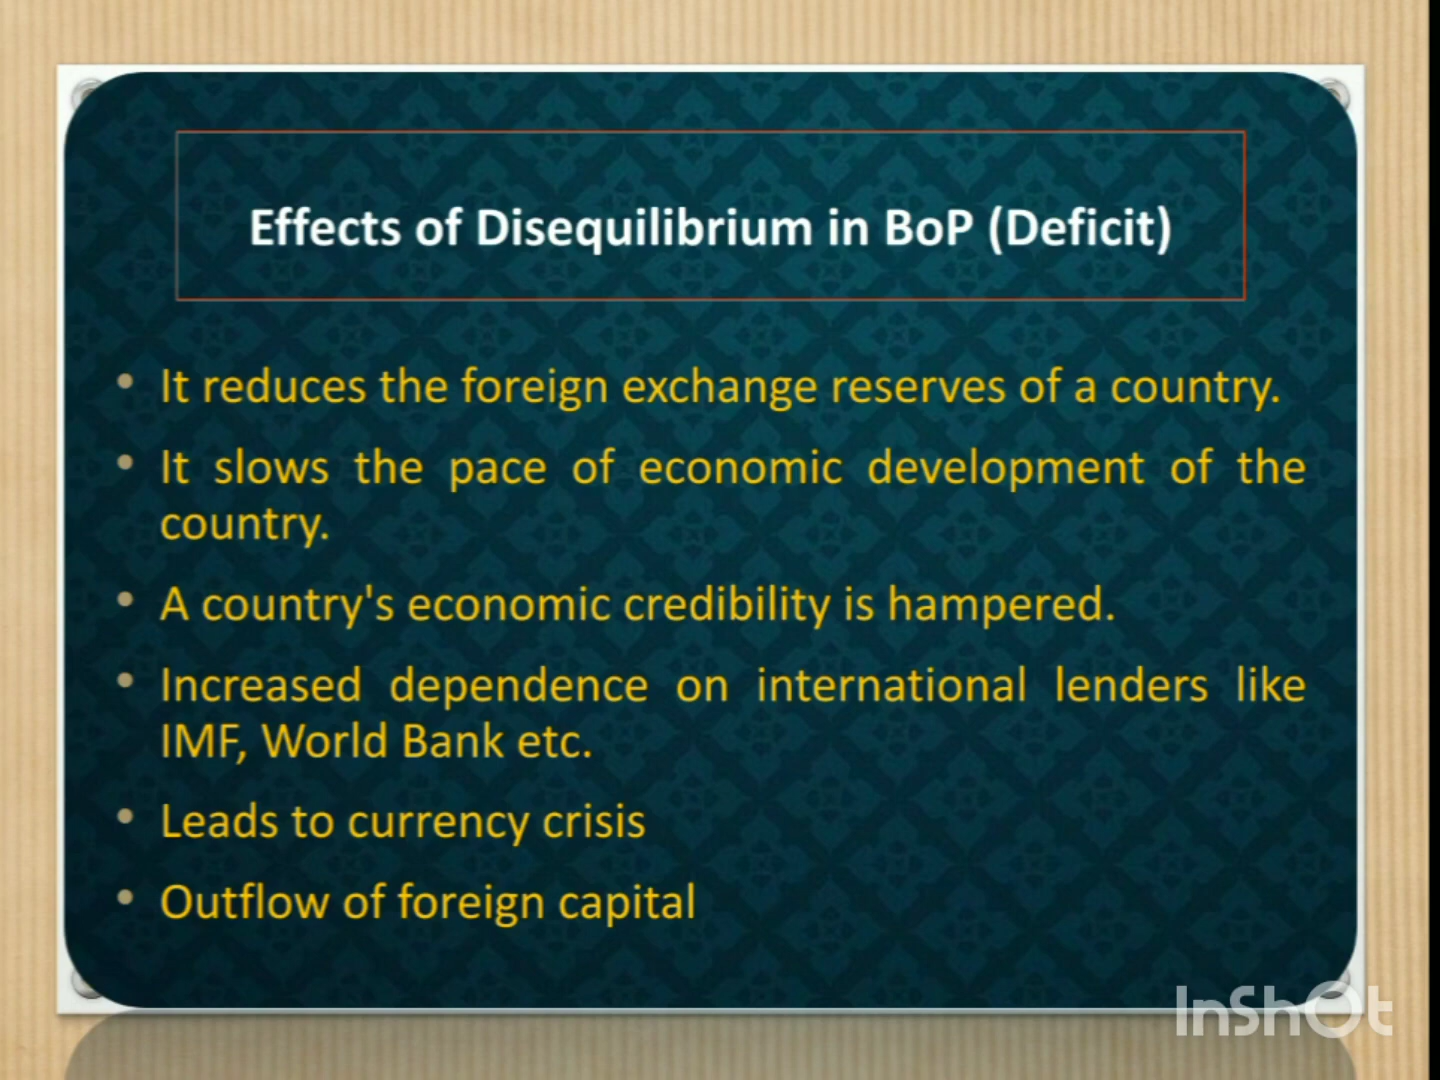 Effects of Disequilibrium in BoP (Deficit)
• It reduces the foreign exchange reserves of a country.
• It slows the pace of economic development of the
country.
• A country's economic credibility is hampered.
• Increased dependence on international lenders like
IMF, World Bank etc.
• Leads to currency crisis
• Outflow of foreign capital
InShOt